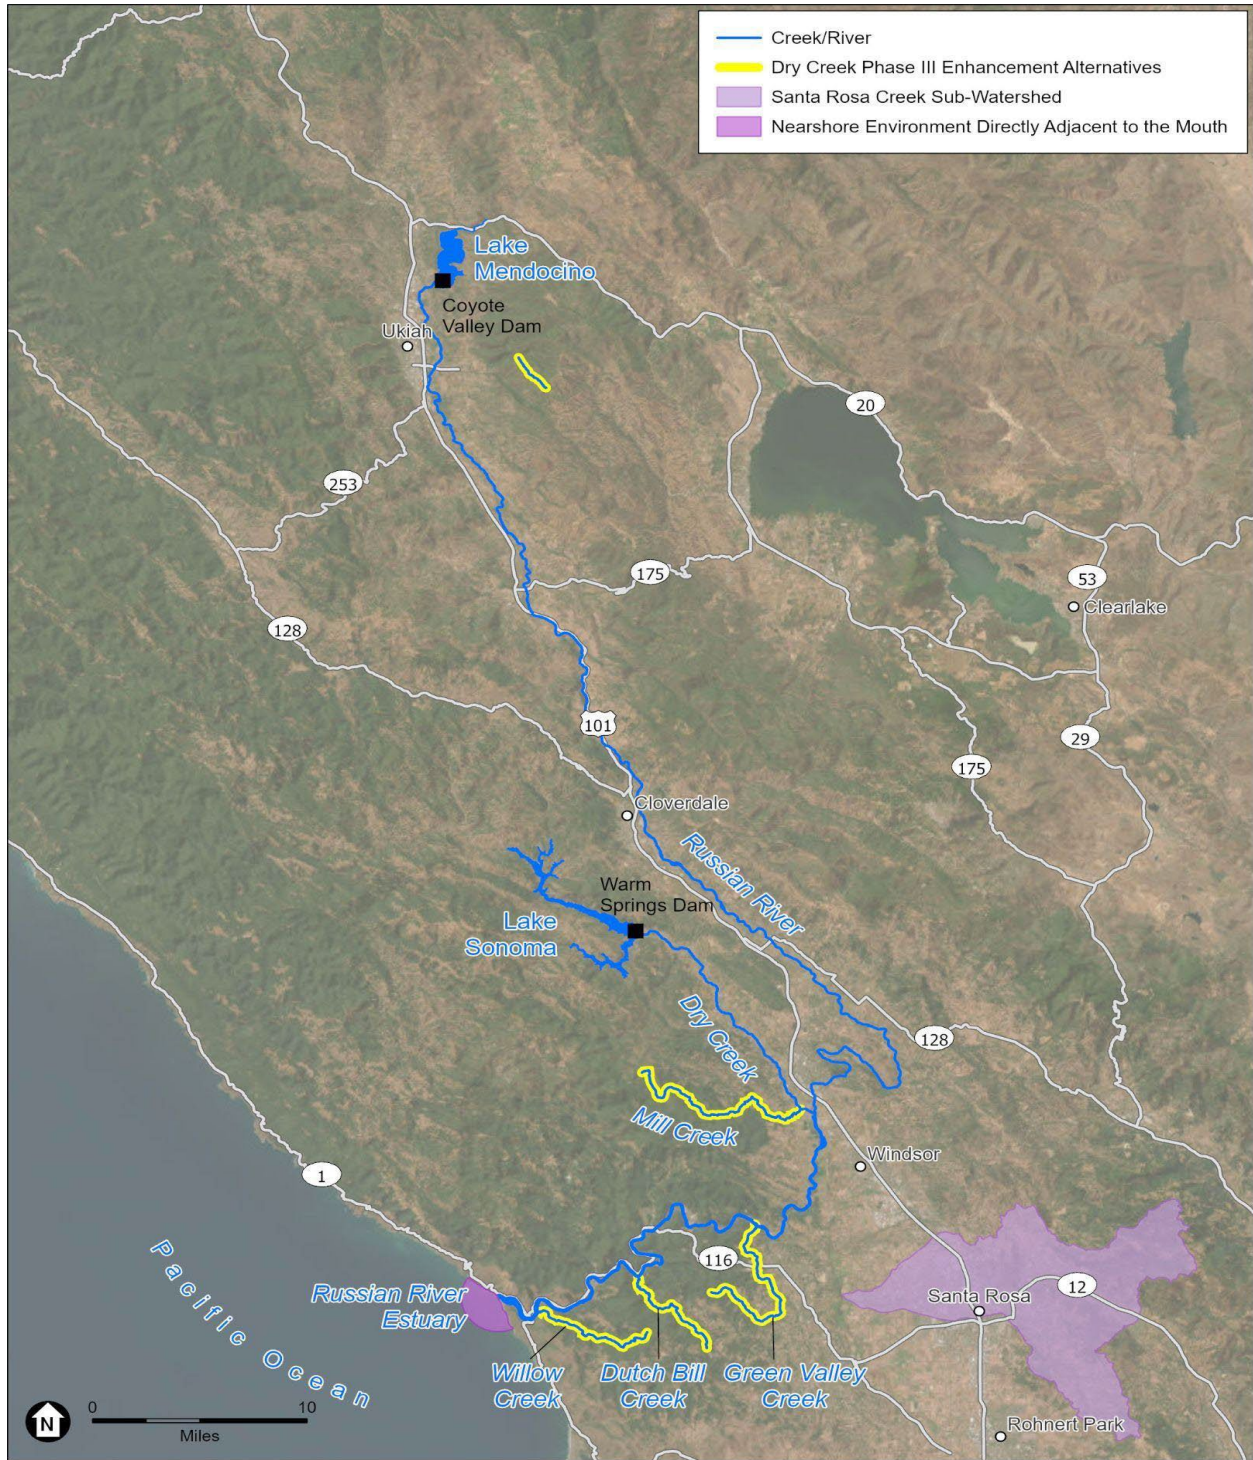 Creek/River
Dry Creek Phase III Enhancement Alternatives
Santa Rosa Creek Sub-Watershed
Nearshore Environment Directly Adjacent to the Mouth
Lake
Mendocino
Coyote
Valley Dam
Ukiah
20
253
175
53
Clearlake
128
101
29
175
Cloverdale
Russian River
Warm
Springs Dam
Lake
Sonoma
Dry Creek
128
Mill Creek
Windsor
1
116
Pacific Ocean
Russian River
Estuary
12
Santa Rosa
Willow
Creek
Dutch Bill
Creek
Green Valley
Creek
N
0 10
Miles
Rohnert Park